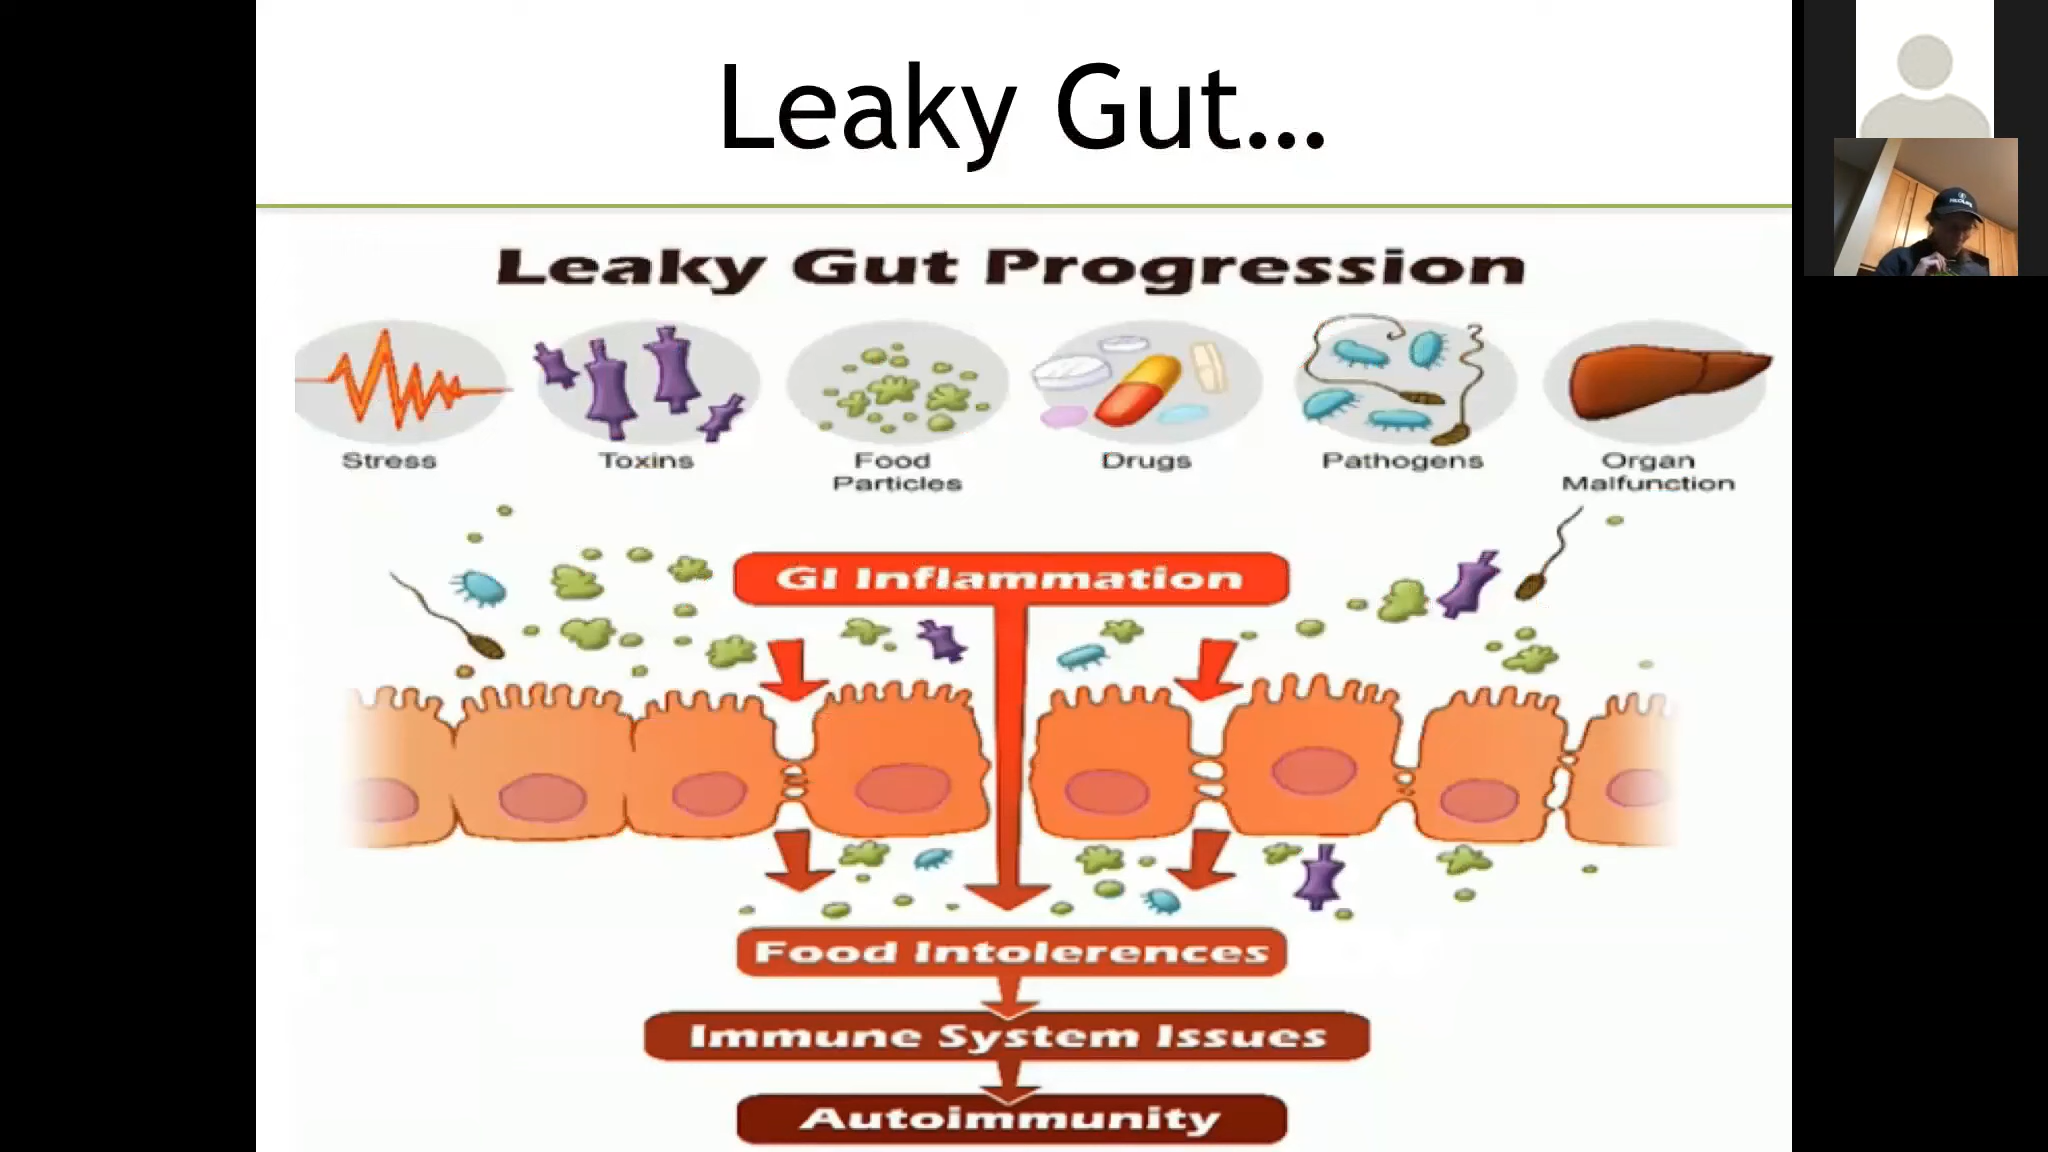 Leaky Gut...
Leaky Gut Progression
Stress
Toxins
Food
Particles
Drugs
Pathogens
Organ
Malfunction
GI Inflammation
Food Intolerences
Immune System Issues
Autoimmunity